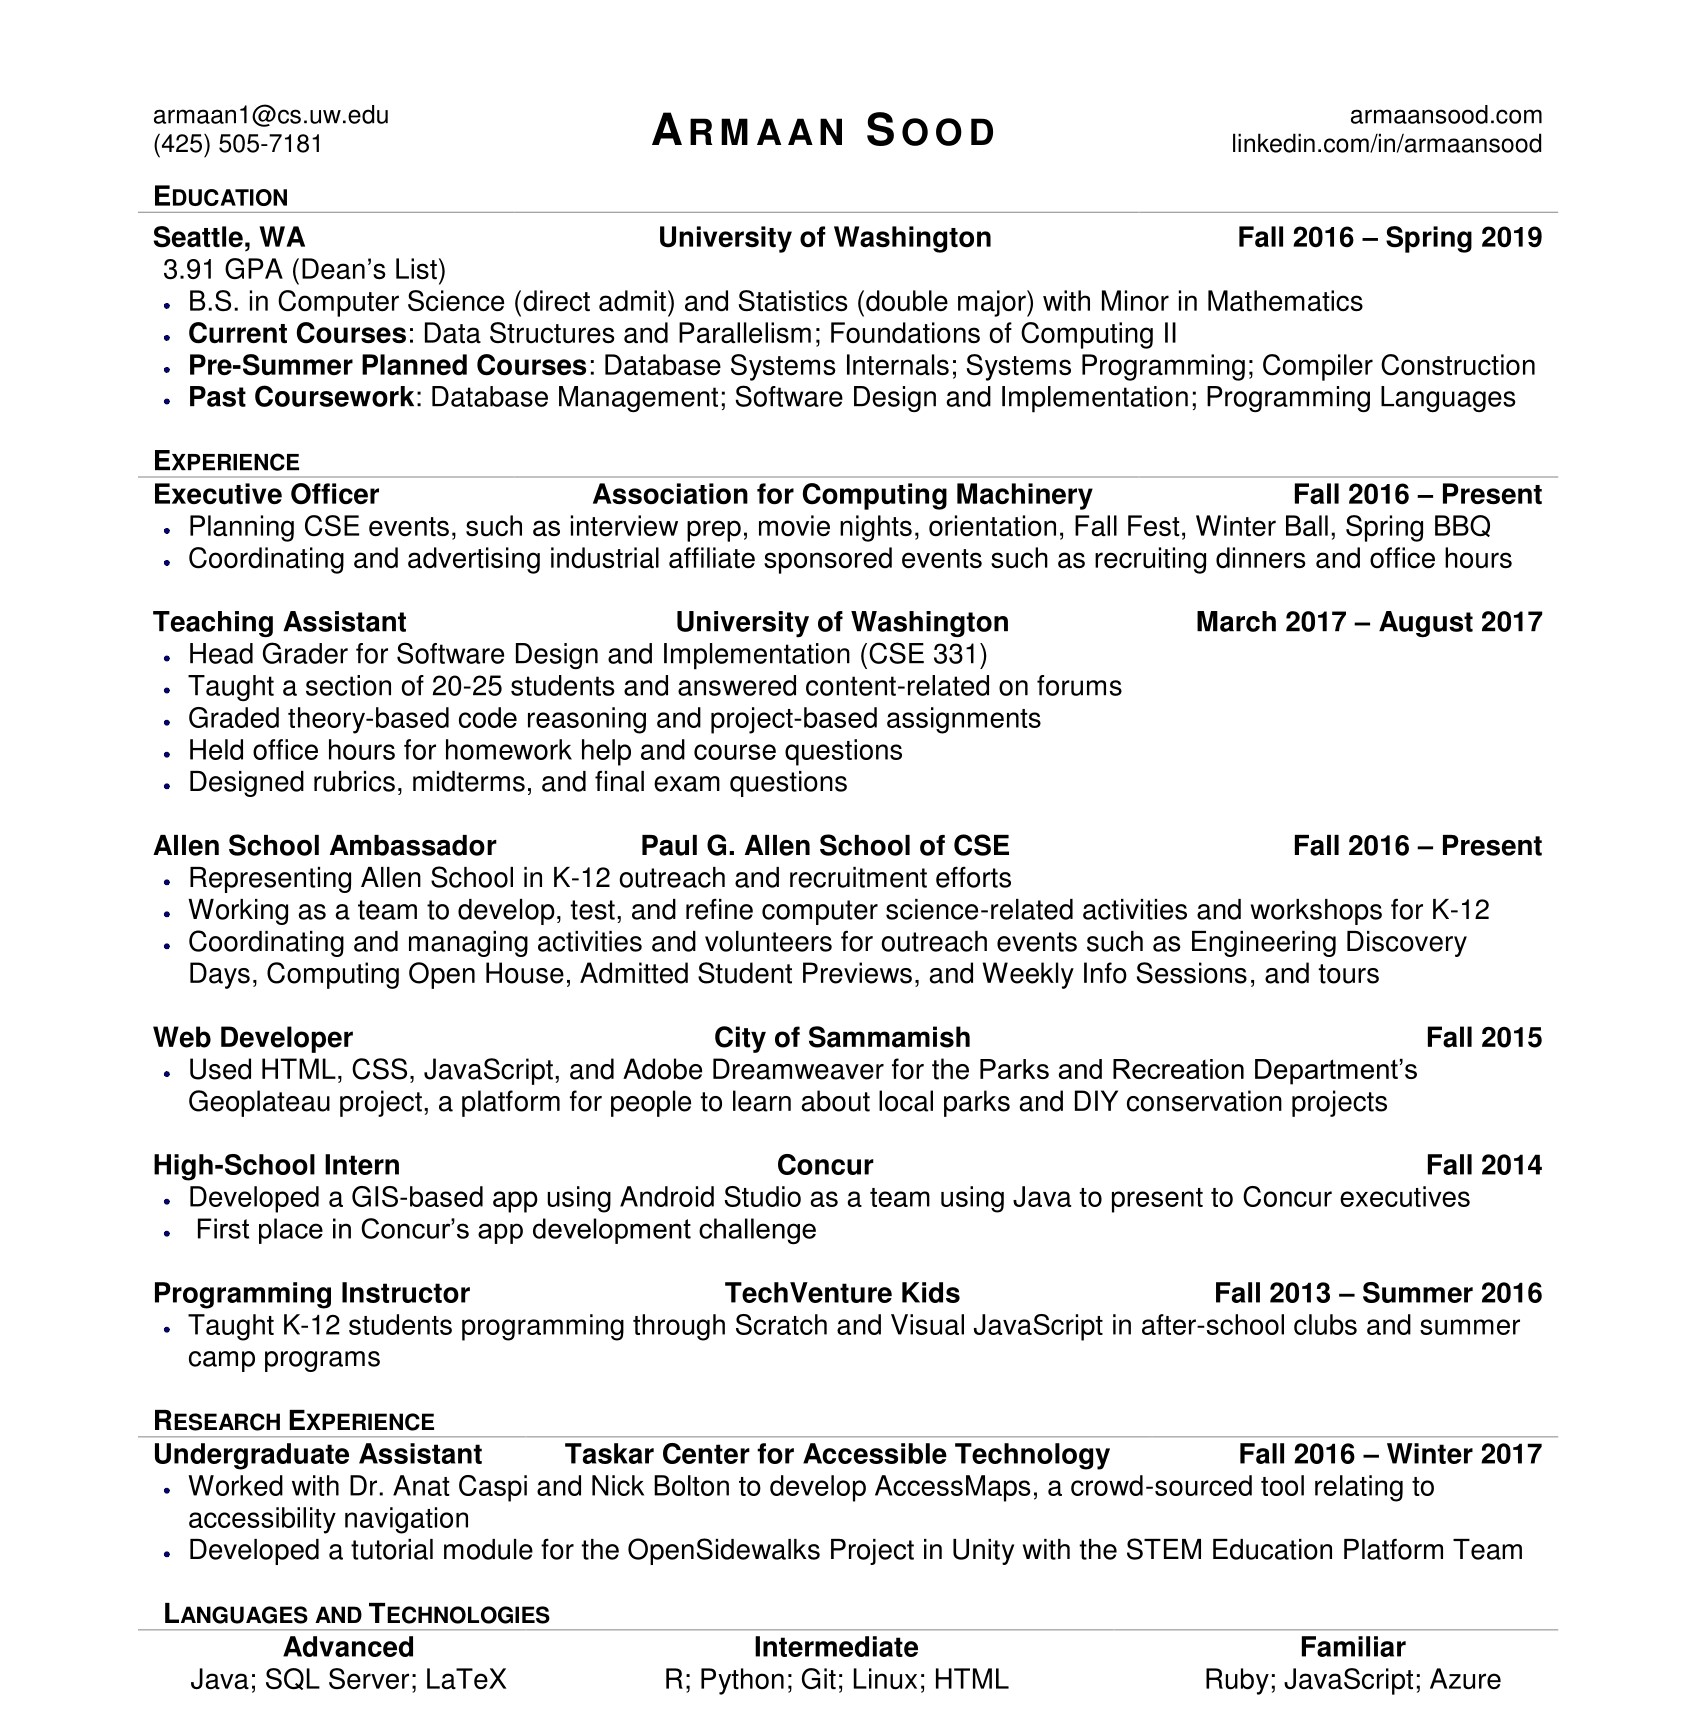 armaan1@cs.uw.edu
(425) 505-7181
ARMAAN SOOD
armaansood.com
linkedin.com/in/armaansood
EDUCATION
Seattle, WA University of Washington Fall 2016 – Spring 2019
3.91 GPA (Dean’s List)
• B.S. in Computer Science (direct admit) and Statistics (double major) with Minor in Mathematics
• Current Courses: Data Structures and Parallelism; Foundations of Computing II
• Pre-Summer Planned Courses: Database Systems Internals; Systems Programming; Compiler Construction
• Past Coursework: Database Management; Software Design and Implementation; Programming Languages
EXPERIENCE
Executive Officer Association for Computing Machinery Fall 2016 – Present
• Planning CSE events, such as interview prep, movie nights, orientation, Fall Fest, Winter Ball, Spring BBQ
• Coordinating and advertising industrial affiliate sponsored events such as recruiting dinners and office hours
Teaching Assistant University of Washington March 2017 – August 2017
• Head Grader for Software Design and Implementation (CSE 331)
• Taught a section of 20-25 students and answered content-related on forums
• Graded theory-based code reasoning and project-based assignments
• Held office hours for homework help and course questions
• Designed rubrics, midterms, and final exam questions
Allen School Ambassador Paul G. Allen School of CSE Fall 2016 – Present
• Representing Allen School in K-12 outreach and recruitment efforts
• Working as a team to develop, test, and refine computer science-related activities and workshops for K-12
• Coordinating and managing activities and volunteers for outreach events such as Engineering Discovery
Days, Computing Open House, Admitted Student Previews, and Weekly Info Sessions, and tours
Web Developer City of Sammamish Fall 2015
• Used HTML, CSS, JavaScript, and Adobe Dreamweaver for the Parks and Recreation Department’s
Geoplateau project, a platform for people to learn about local parks and DIY conservation projects
High-School Intern Concur Fall 2014
• Developed a GIS-based app using Android Studio as a team using Java to present to Concur executives
• First place in Concur’s app development challenge
Programming Instructor TechVenture Kids Fall 2013 – Summer 2016
• Taught K-12 students programming through Scratch and Visual JavaScript in after-school clubs and summer
camp programs
RESEARCH EXPERIENCE
Undergraduate Assistant Taskar Center for Accessible Technology Fall 2016 – Winter 2017
• Worked with Dr. Anat Caspi and Nick Bolton to develop AccessMaps, a crowd-sourced tool relating to
accessibility navigation
• Developed a tutorial module for the OpenSidewalks Project in Unity with the STEM Education Platform Team
LANGUAGES AND TECHNOLOGIES
Advanced Intermediate Familiar
Java; SQL Server; LaTeX R; Python; Git; Linux; HTML Ruby; JavaScript; Azure